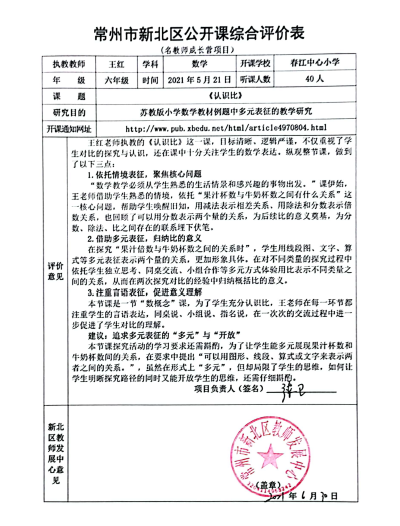 常州市新北区公开课综合评价表
(名教师成长营项目)
执教教师 王红 学科 数学 开课学校 春江中心小学
年 级 六年级 时间 2021 年 5 月 21 日 听课人数 40 人
课 题 《认识比》
研究目的 苏教版小学数学教材例题中多元表征的教学研究
开课通知网址 http://www.pub.xbedu.net/html/article4970804.html
评价意见
王红老师执教的《认识比》这一课，目标清晰、逻辑严谨，不仅重视了学
生对比的探究与认识，还在课中十分关注学生的数学表达。纵观整节课，做到
了以下三点：
1.依托情境表征，聚焦核心问题
“数学教学必须从学生熟悉的生活情景和感兴趣的事物出发。”课伊始，
王老师借助学生熟悉的情境，依托“果汁杯数与牛奶杯数之间有什么关系”这
一核心问题，帮助学生唤醒旧知，用减法表示相差关系、用除法和分数表示倍
数关系，也回顾了可以用分数表示两个量的关系，为后续比的意义奠基，为分
数、除法、比之间存在的联系埋下伏笔。
2.借助多元表征，归纳比的意义
在探究“果汁倍数与牛奶杯数之间的关系时”，学生用线段图、文字、算
式等多元表征表示两个量的关系，更加形象具体。在对不同类量的探究过程中
依托学生独立思考、同桌交流、小组合作等多元方式体验用比表示不同类量之
间的关系，从而在两次探究对比的经验中归纳概括比的意义。
3.注重言语表征，促进意义理解
本节课是一节“数概念”课，为了学生充分认识比，王老师在每一环节都
注重学生的言语表达，同桌说、小组说、指名说，在一次次的交流过程中进一
步促进了学生对比的理解。
建议：追求多元表征的“多元”与“开放”
本节课探究活动的学习要求还需斟酌，为了让学生能多元展现果汁杯数和
牛奶杯数间的关系，在要求中提出“可以用图形、线段、算式或文字来表示两
者之间的关系。”，虽然在形式上“多元”，但却局限了学生的思维，如何让
学生明晰探究路径的同时又能开放学生的思维，还需仔细斟酌。
项目负责人（签名）
新北区教师发展中心意见
常州市新北区教师发展中心
(盖章)
2021 年 6 月 30 日